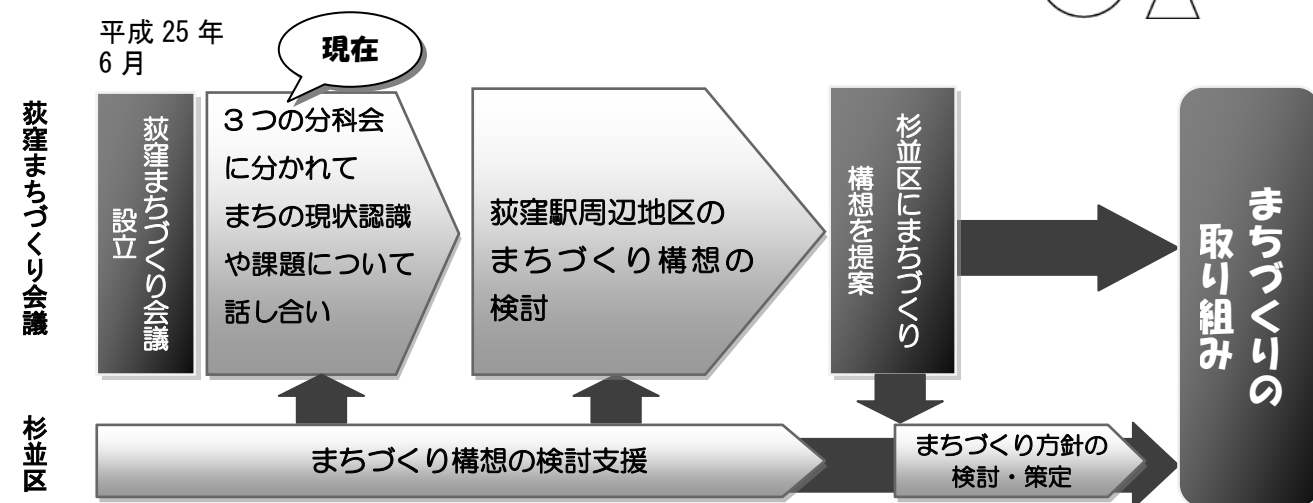 平成 25 年
6 月
現在
荻窪まちづくり会議
荻窪まちづくり会議
設立
3 つの分科会
に分かれて
まちの現状認識
や課題について
話し合い
荻窪駅周辺地区の
まちづくり構想の
検討
杉並区にまちづくり
構想を提案
まちづくりの
取り組み
杉並区
まちづくり構想の検討支援
まちづくり方針の
検討・策定